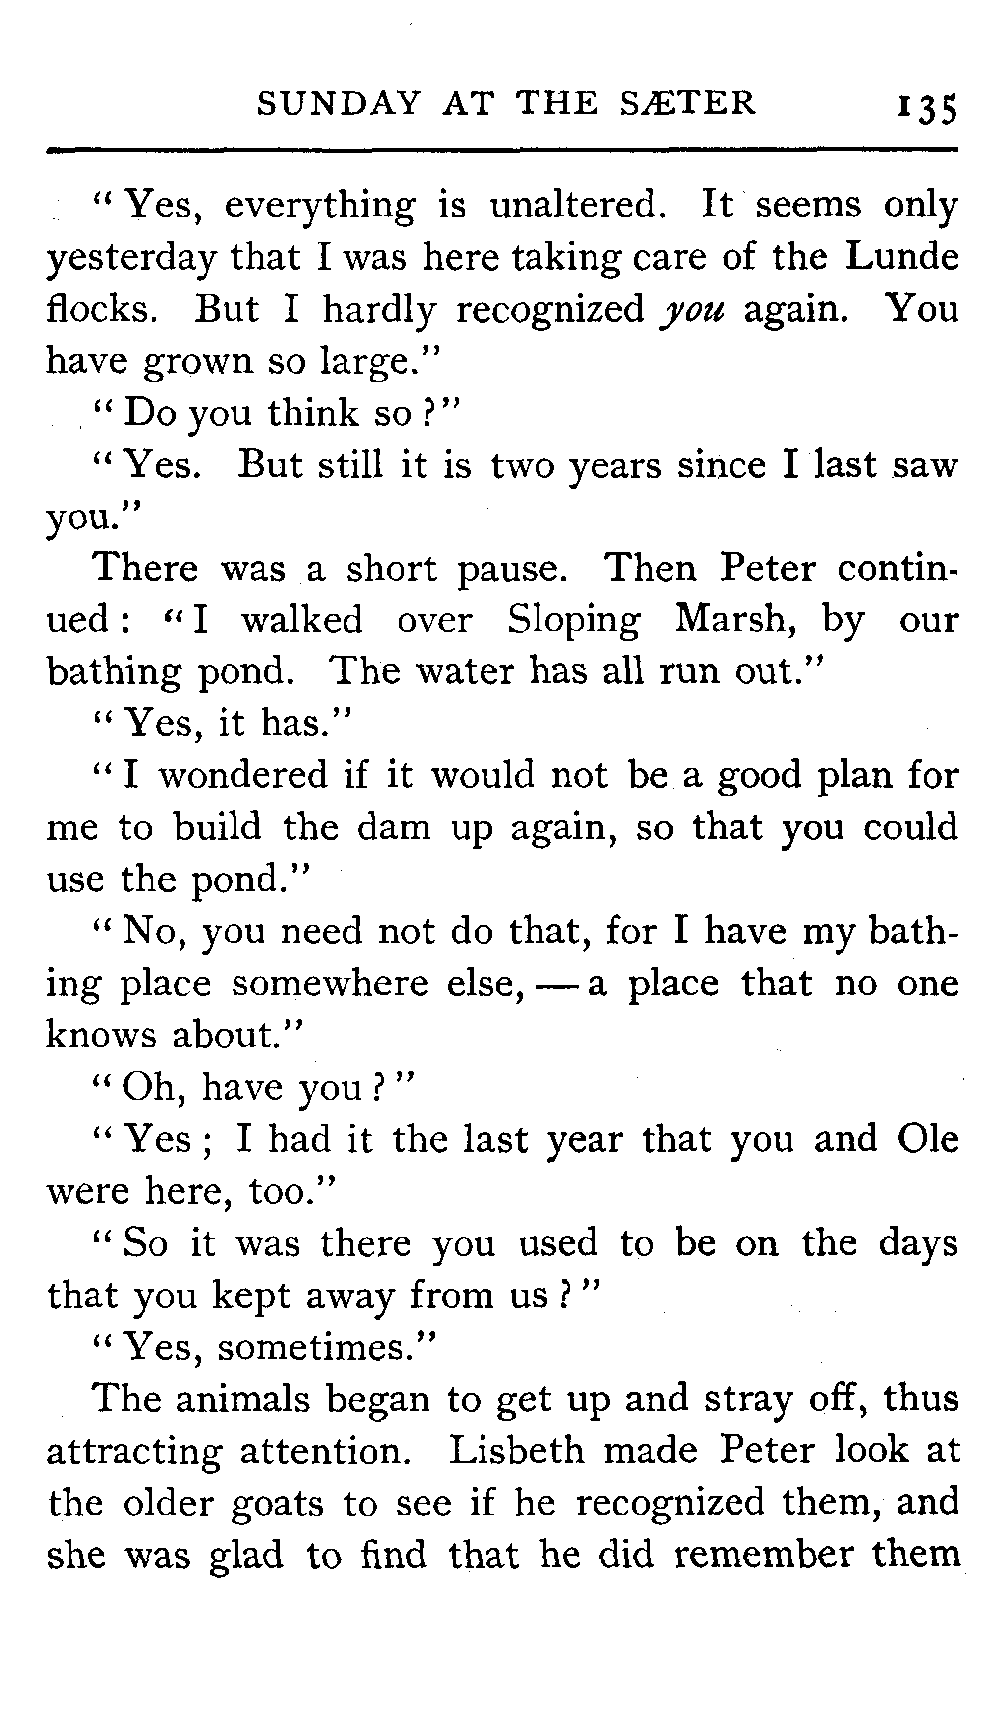 SUNDAY AT THE SÆTER 135
“ Yes, everything is unaltered. It seems only
yesterday that I was here taking care of the Lunde
flocks. But I hardly recognized you again. You
have grown so large.”
“ Do you think so ?”
“ Yes. But still it is two years since I last saw
you.”
There was a short pause. Then Peter contin-
ued : “ I walked over Sloping Marsh, by our
bathing pond. The water has all run out.”
“ Yes, it has.”
“ I wondered if it would not be a good plan for
me to build the dam up again, so that you could
use the pond.”
“ No, you need not do that, for I have my bath-
ing place somewhere else, — a place that no one
knows about.”
“ Oh, have you ? ”
“ Yes ; I had it the last year that you and Ole
were here, too.”
“ So it was there you used to be on the days
that you kept away from us ? ”
“ Yes, sometimes.”
The animals began to get up and stray off, thus
attracting attention. Lisbeth made Peter look at
the older goats to see if he recognized them, and
she was glad to find that he did remember them